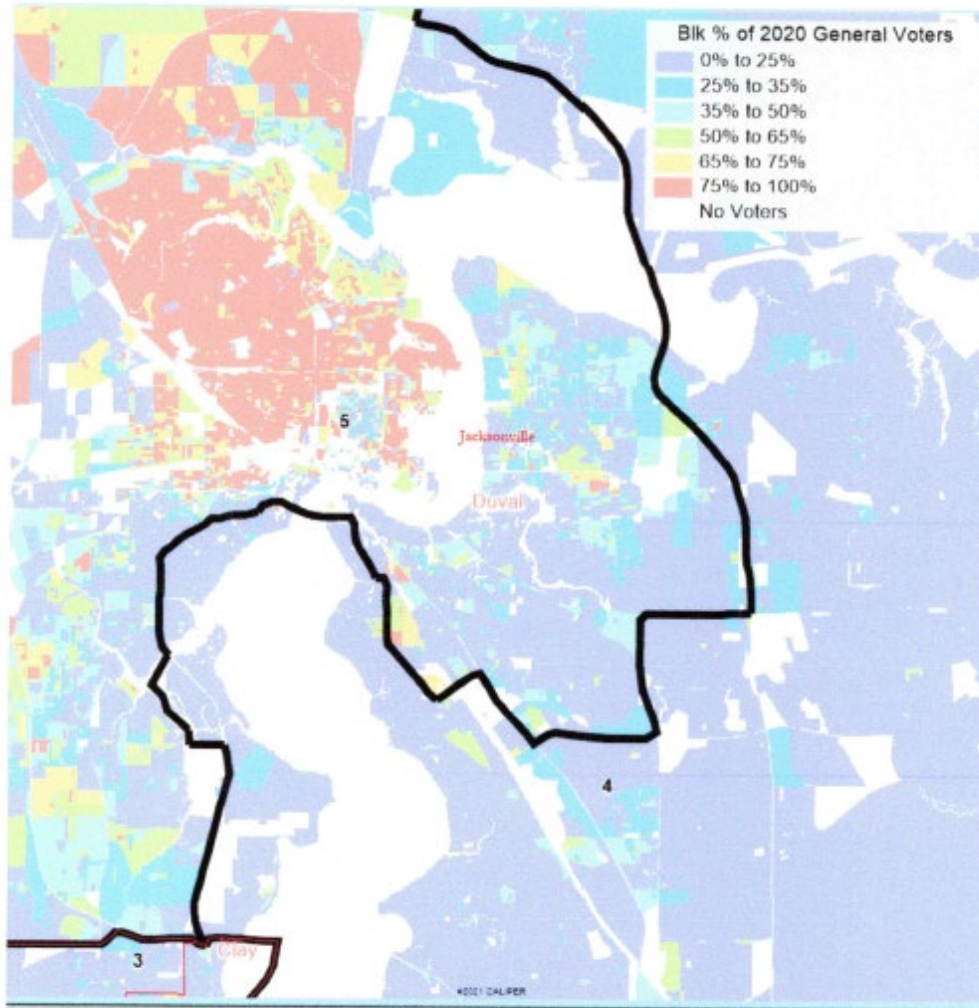 Blk % of 2020 General Voters
0% to 25%
25% to 35%
35% to 50%
50% to 65%
65% to 75%
75% to 100%
No Voters
5
Jacksonville
Duval
4
3
Clay
©2021 CALIPER